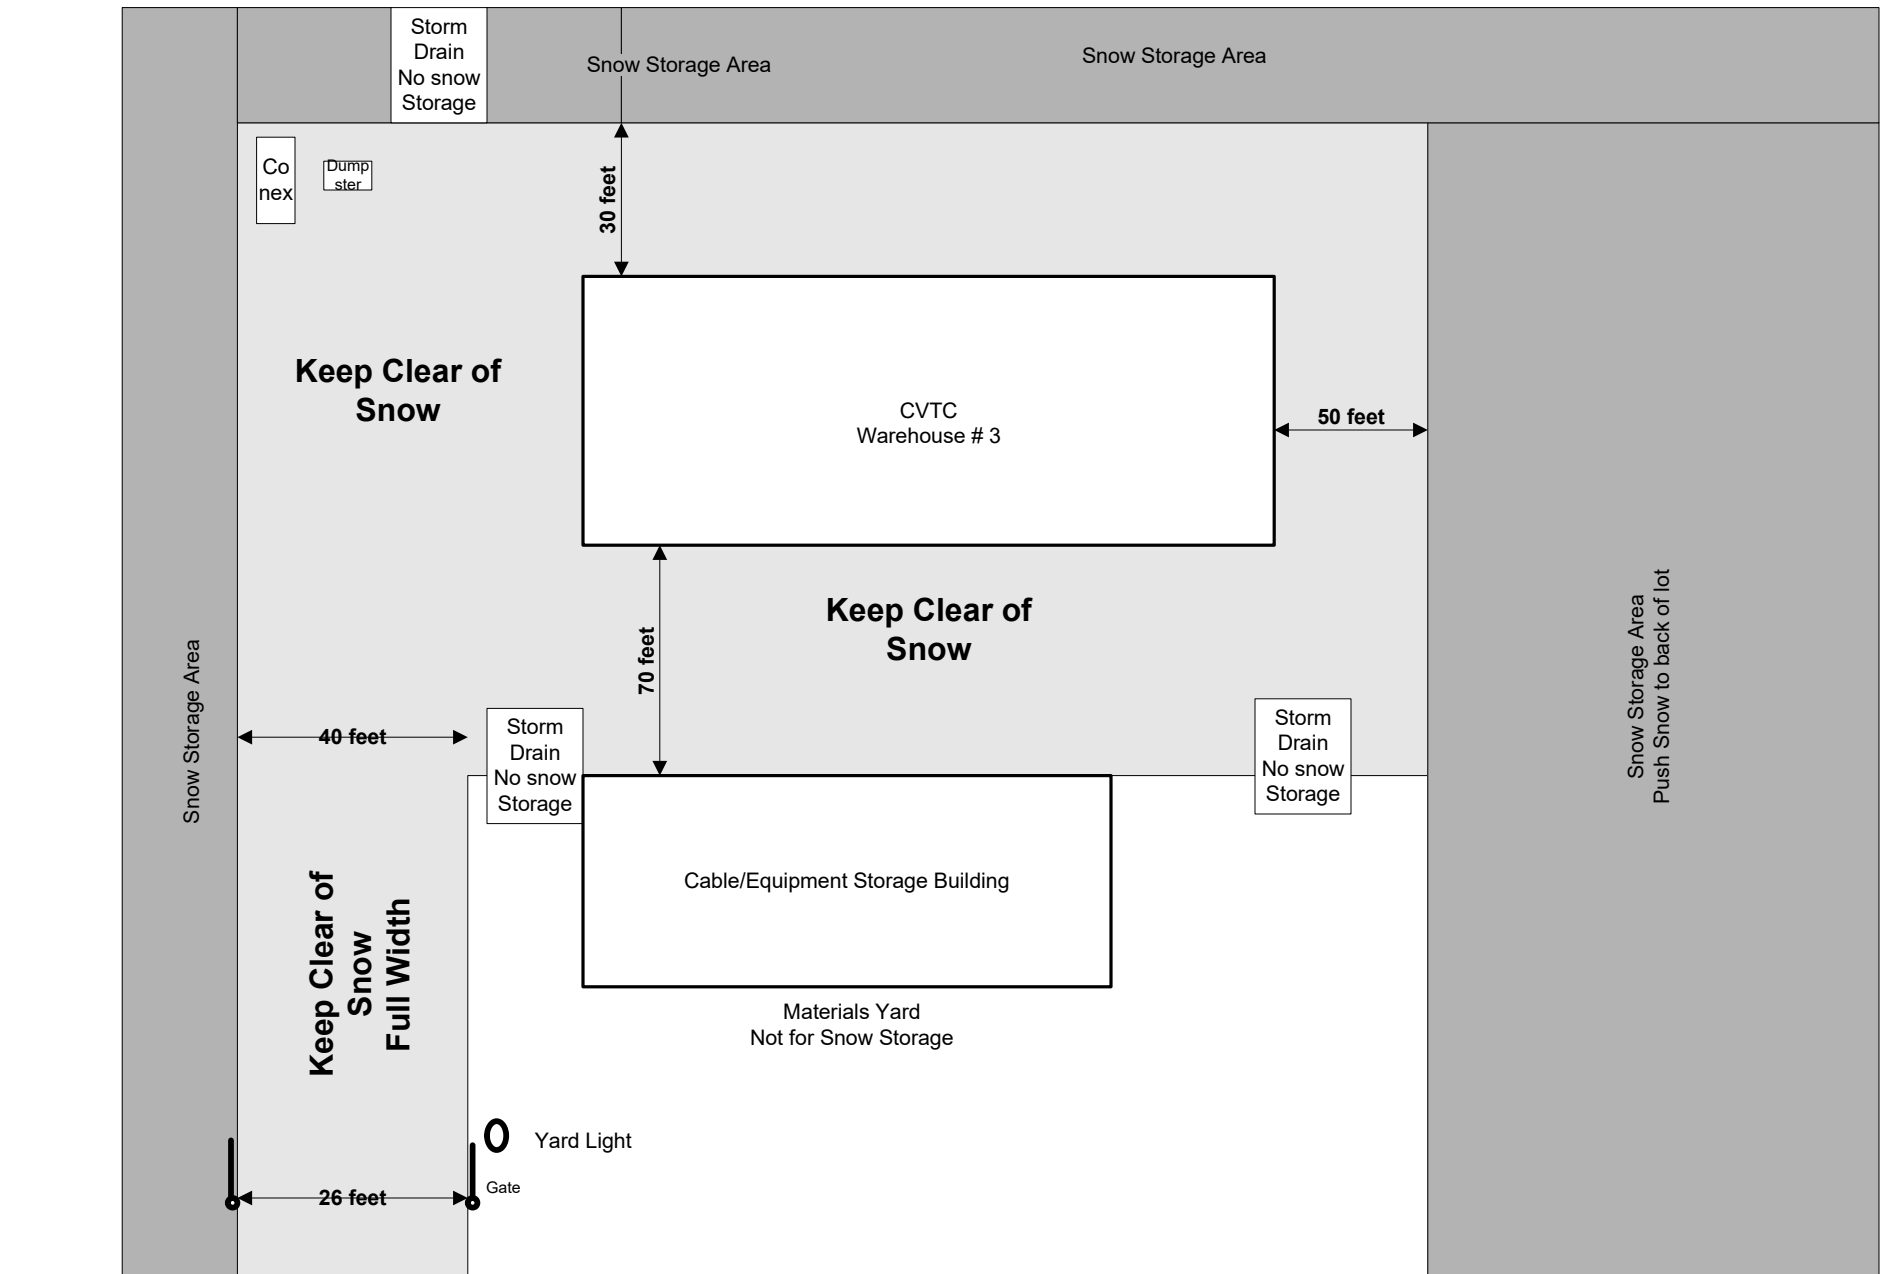 Storm
Drain
No snow
Storage
Snow Storage Area
Snow Storage Area
Co
nex
Dump
ster
30 feet
Keep Clear of
Snow
CVTC
Warehouse # 3
50 feet
70 feet
Keep Clear of
Snow
Snow Storage Area
Snow Storage Area
Push Snow to back of lot
40 feet
Storm
Drain
No snow
Storage
Storm
Drain
No snow
Storage
Cable/Equipment Storage Building
Keep Clear of
Snow
Full Width
Materials Yard
Not for Snow Storage
Yard Light
Gate
26 feet